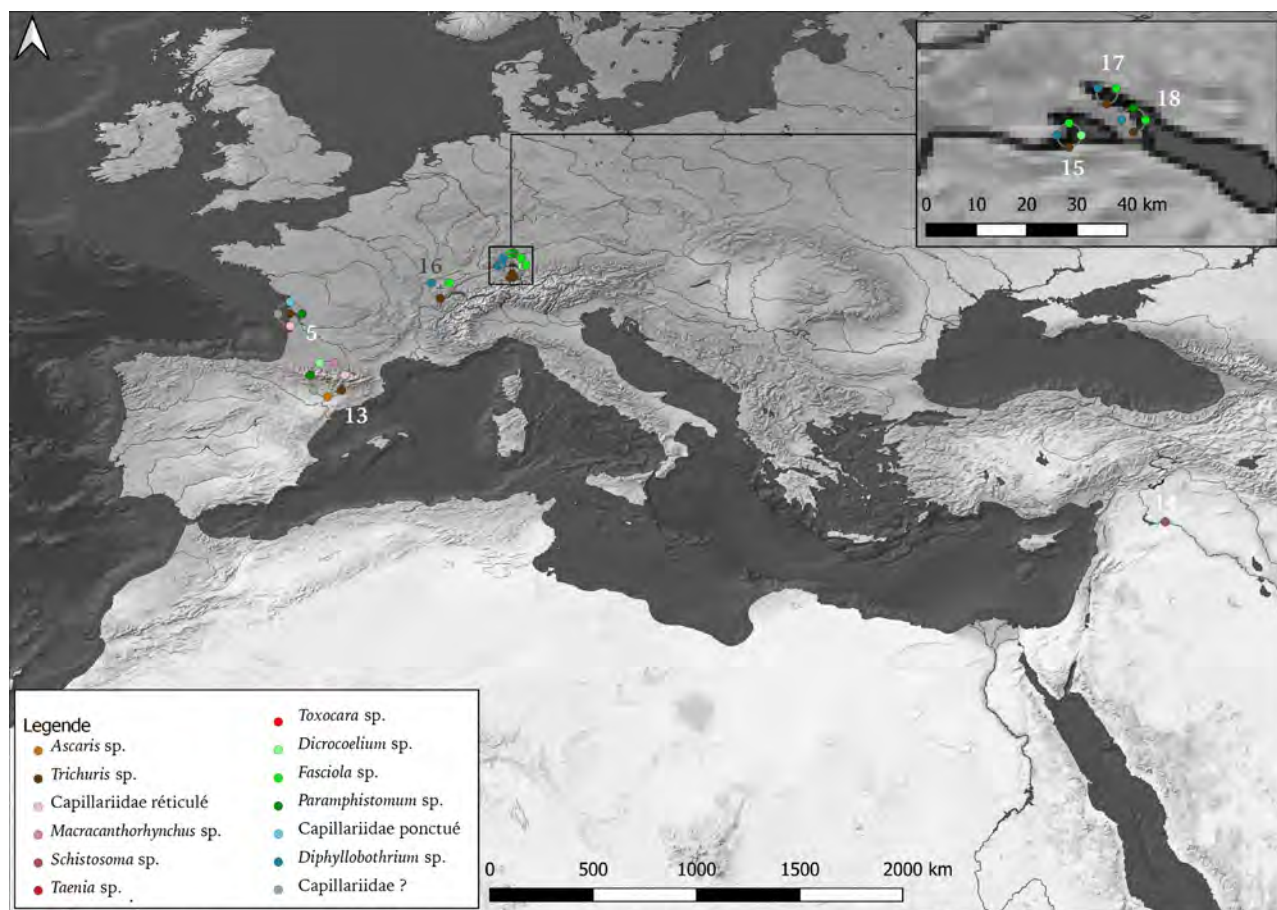 17
18
15
0 10 20 30 40 km
16
5
13
14
Legende
Ascaris sp.
Trichuris sp.
Capillariidae réticulé
Macracanthorhynchus sp.
Schistosoma sp.
Taenia sp.
Toxocara sp.
Dicrocoelium sp.
Fasciola sp.
Paramphistomum sp.
Capillariidae ponctué
Diphyllobothrium sp.
Capillariidae ?
0 500 1000 1500 2000 km